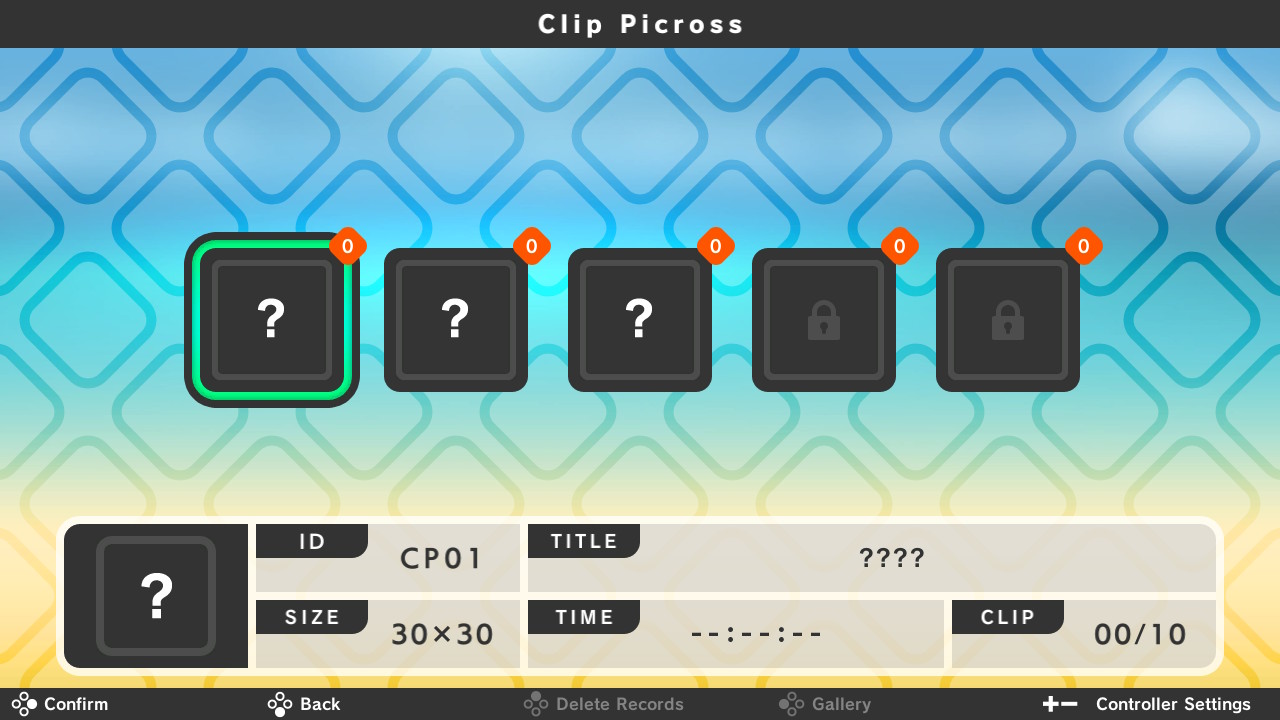 Clip Picross
0 0 0 0 0
? ? ?
?
ID
CP01
TITLE
????
SIZE
30×30
TIME
--:--:--
CLIP
00/10
Confirm
Back
Delete Records
Gallery
Controller Settings